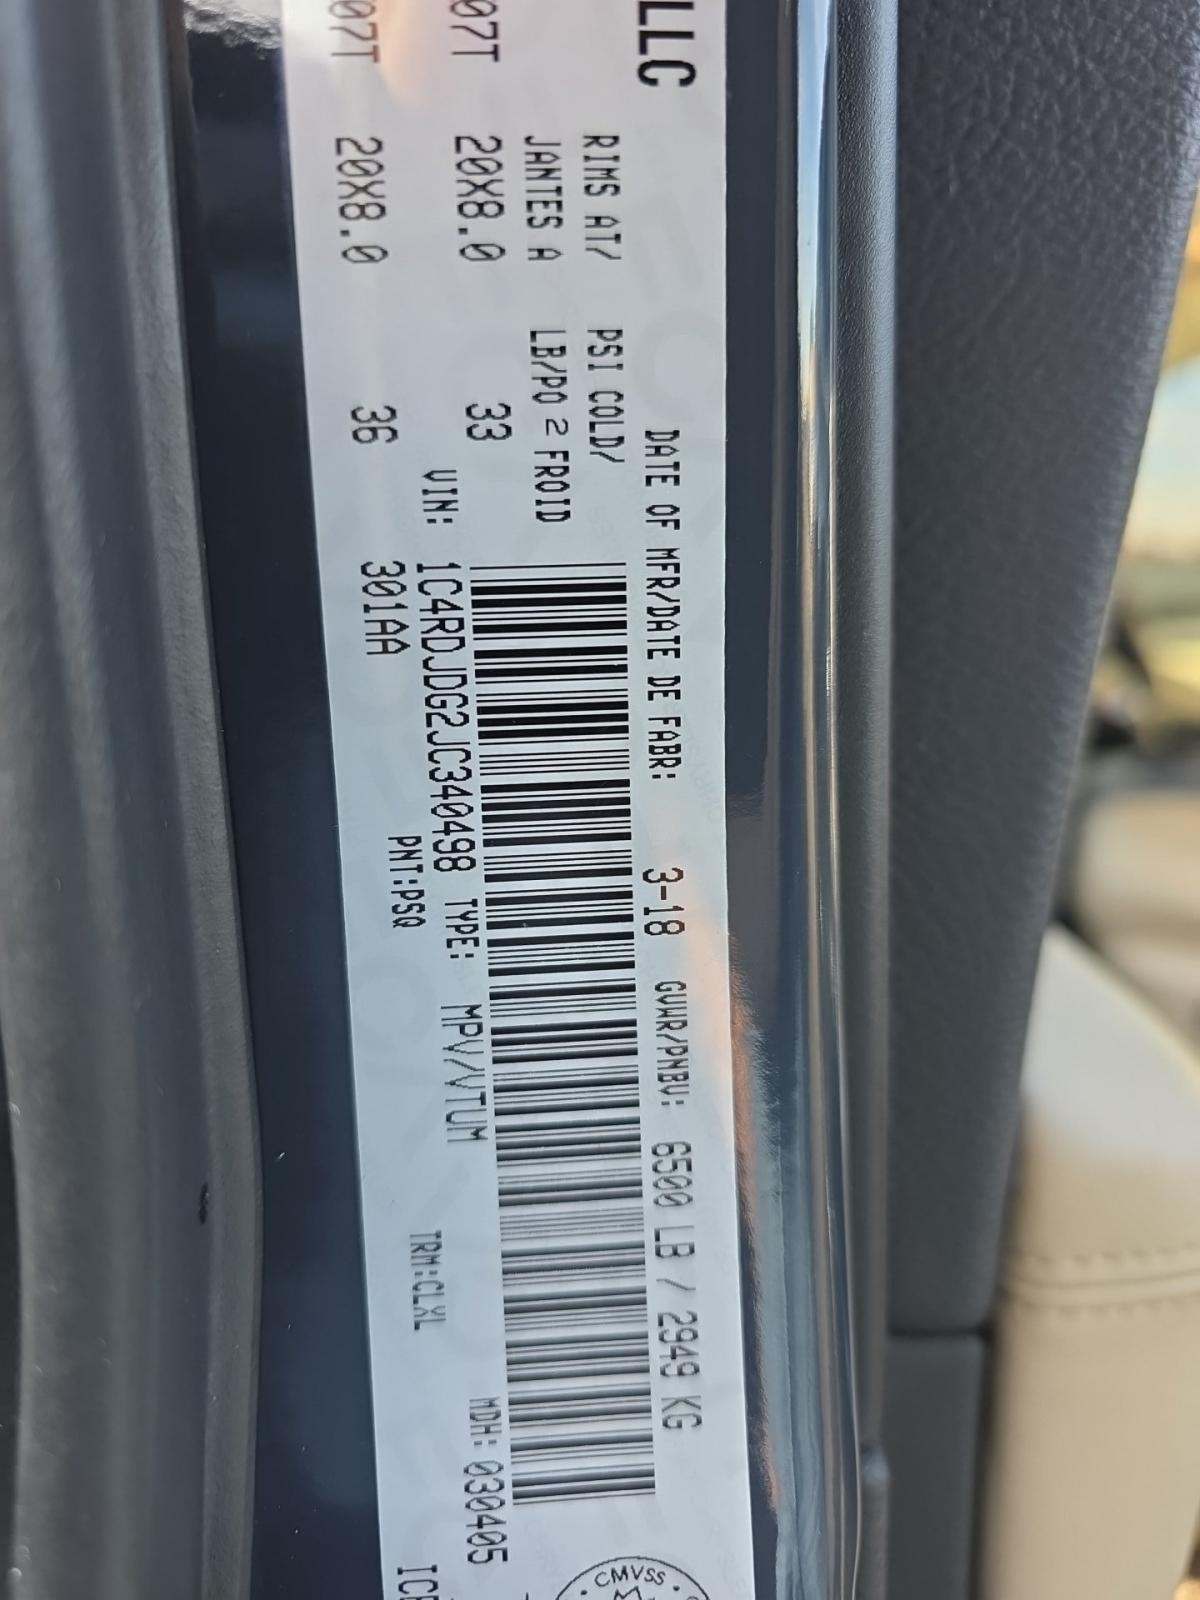 LLC
DATE OF MFR/DATE DE FABR: 3-18 GVWR/PNBV: 6500 LB / 2949 KG
RIMS AT/ PSI COLD/
JANTES A LB/PO 2 FROID
07T 20X8.0 33
MDH: 030405
VIN: 1C4RDJDG2JC340498 TYPE: MPV/VTUM
07T 20X8.0 36 301AA
PNT:PSQ TRM:CLXL
CMVSS